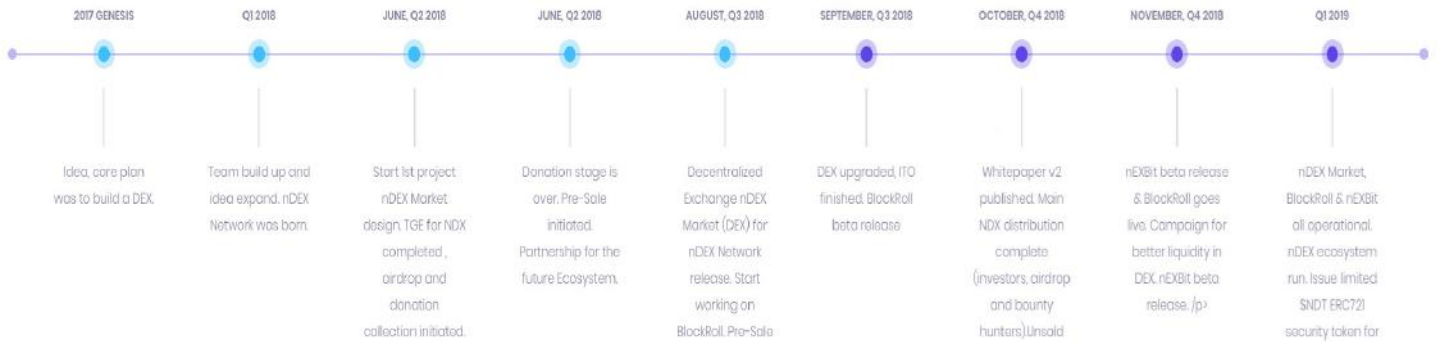 2017 GENESIS
Idea, core plan
was to build a DEX.
Q1 2018
Team build up and
idea expand. nDEX
Network was born.
JUNE, Q2 2018
Start 1st project
nDEX Market
design. TGE for NDX
completed ,
airdrop and
donation
collection initiated.
JUNE, Q2 2018
Donation stage is
over. Pre-Sale
initiated.
Partnership for the
future Ecosystem.
AUGUST, Q3 2018
Decentralized
Exchange nDEX
Market (DEX) for
nDEX Network
release. Start
working on
BlockRoll. Pre-Sale
SEPTEMBER, Q3 2018
DEX upgraded, ITO
finished. BlockRoll
beta release
OCTOBER, Q4 2018
Whitepaper v2
published. Main
NDX distribution
complete
(investors, airdrop
and bounty
hunters).Unsold
NOVEMBER, Q4 2018
nEXBit beta release
& BlockRoll goes
live. Campaign for
better liquidity in
DEX. nEXBit beta
release. /p>
Q1 2019
nDEX Market,
BlockRoll & nEXBit
all operational.
nDEX ecosystem
run. Issue limited
$NDT ERC721
security token for